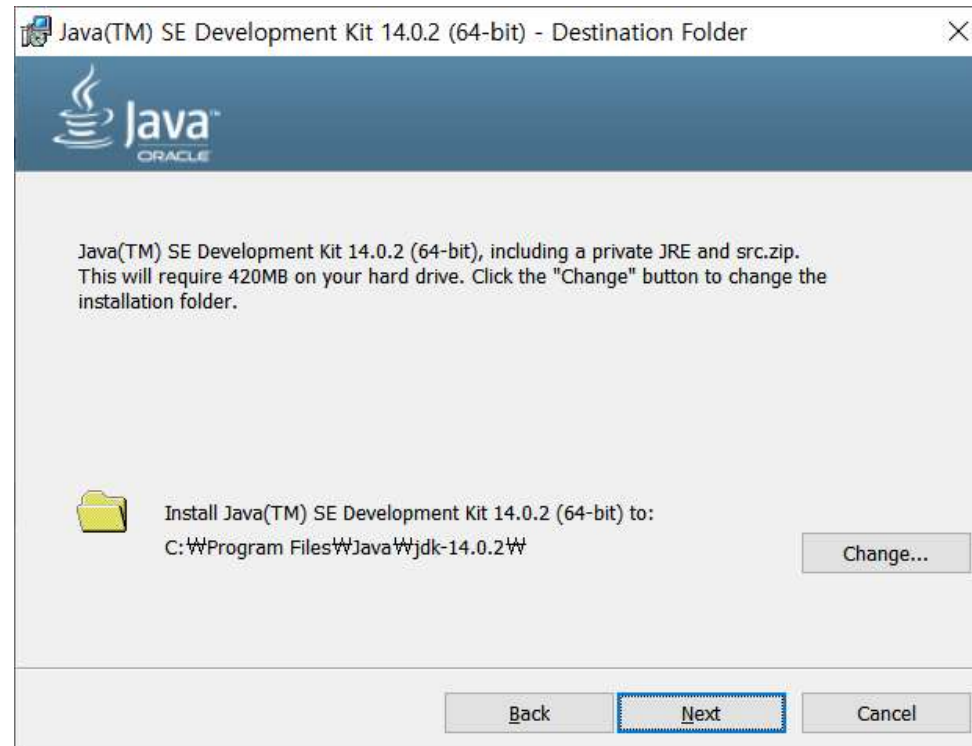 Java(TM) SE Development Kit 14.0.2 (64-bit) - Destination Folder
Java™
ORACLE
Java(TM) SE Development Kit 14.0.2 (64-bit), including a private JRE and src.zip.
This will require 420MB on your hard drive. Click the "Change" button to change the
installation folder.
Install Java(TM) SE Development Kit 14.0.2 (64-bit) to:
C:₩Program Files₩Java₩jdk-14.0.2₩
Change...
Back
Next
Cancel